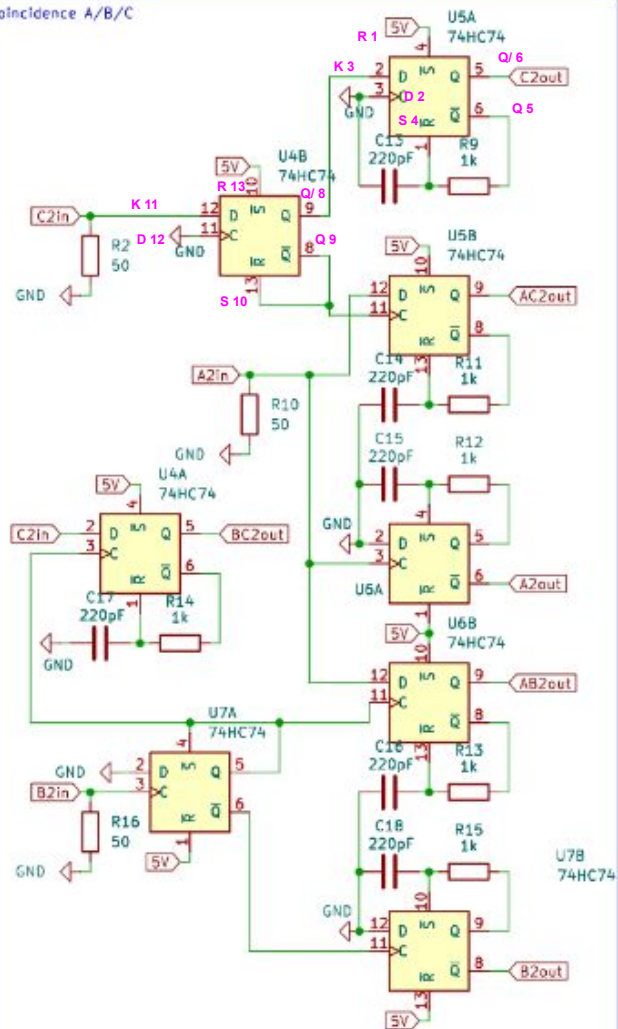 oincidence A/B/C
5V
U5A
74HC74
R 1
4
Q/ 6
K 3
2
D
S
Q
5
C2out
3
C
D 2
GND
S 4
R
Q
6
Q 5
1
C13
220pF
R9
1k
5V
U4B
74HC74
R 13
10
Q/ 8
K 11
C2in
12
D
S
Q
9
D 12
11
C
GND
R
Q
8
Q 9
R2
50
GND
13
S 10
5V
U5B
74HC74
10
12
D
S
Q
9
AC2out
11
C
R
Q
8
13
A2in
C14
220pF
R11
1k
R10
50
GND
C15
220pF
R12
1k
U4A
74HC74
5V
4
C2in
2
D
S
Q
5
BC2out
3
C
R
Q
6
1
C17
220pF
R14
1k
GND
4
GND
2
D
S
Q
5
3
C
R
Q
6
A2out
U6A
1
5V
U6B
74HC74
10
12
D
S
Q
9
AB2out
11
C
R
Q
8
13
U7A
74HC74
4
GND
2
D
S
Q
5
B2in
3
C
R
Q
6
R16
50
1
5V
GND
C16
220pF
R13
1k
C18
220pF
R15
1k
U7B
74HC74
10
GND
12
D
S
Q
9
11
C
R
Q
8
B2out
13
5V